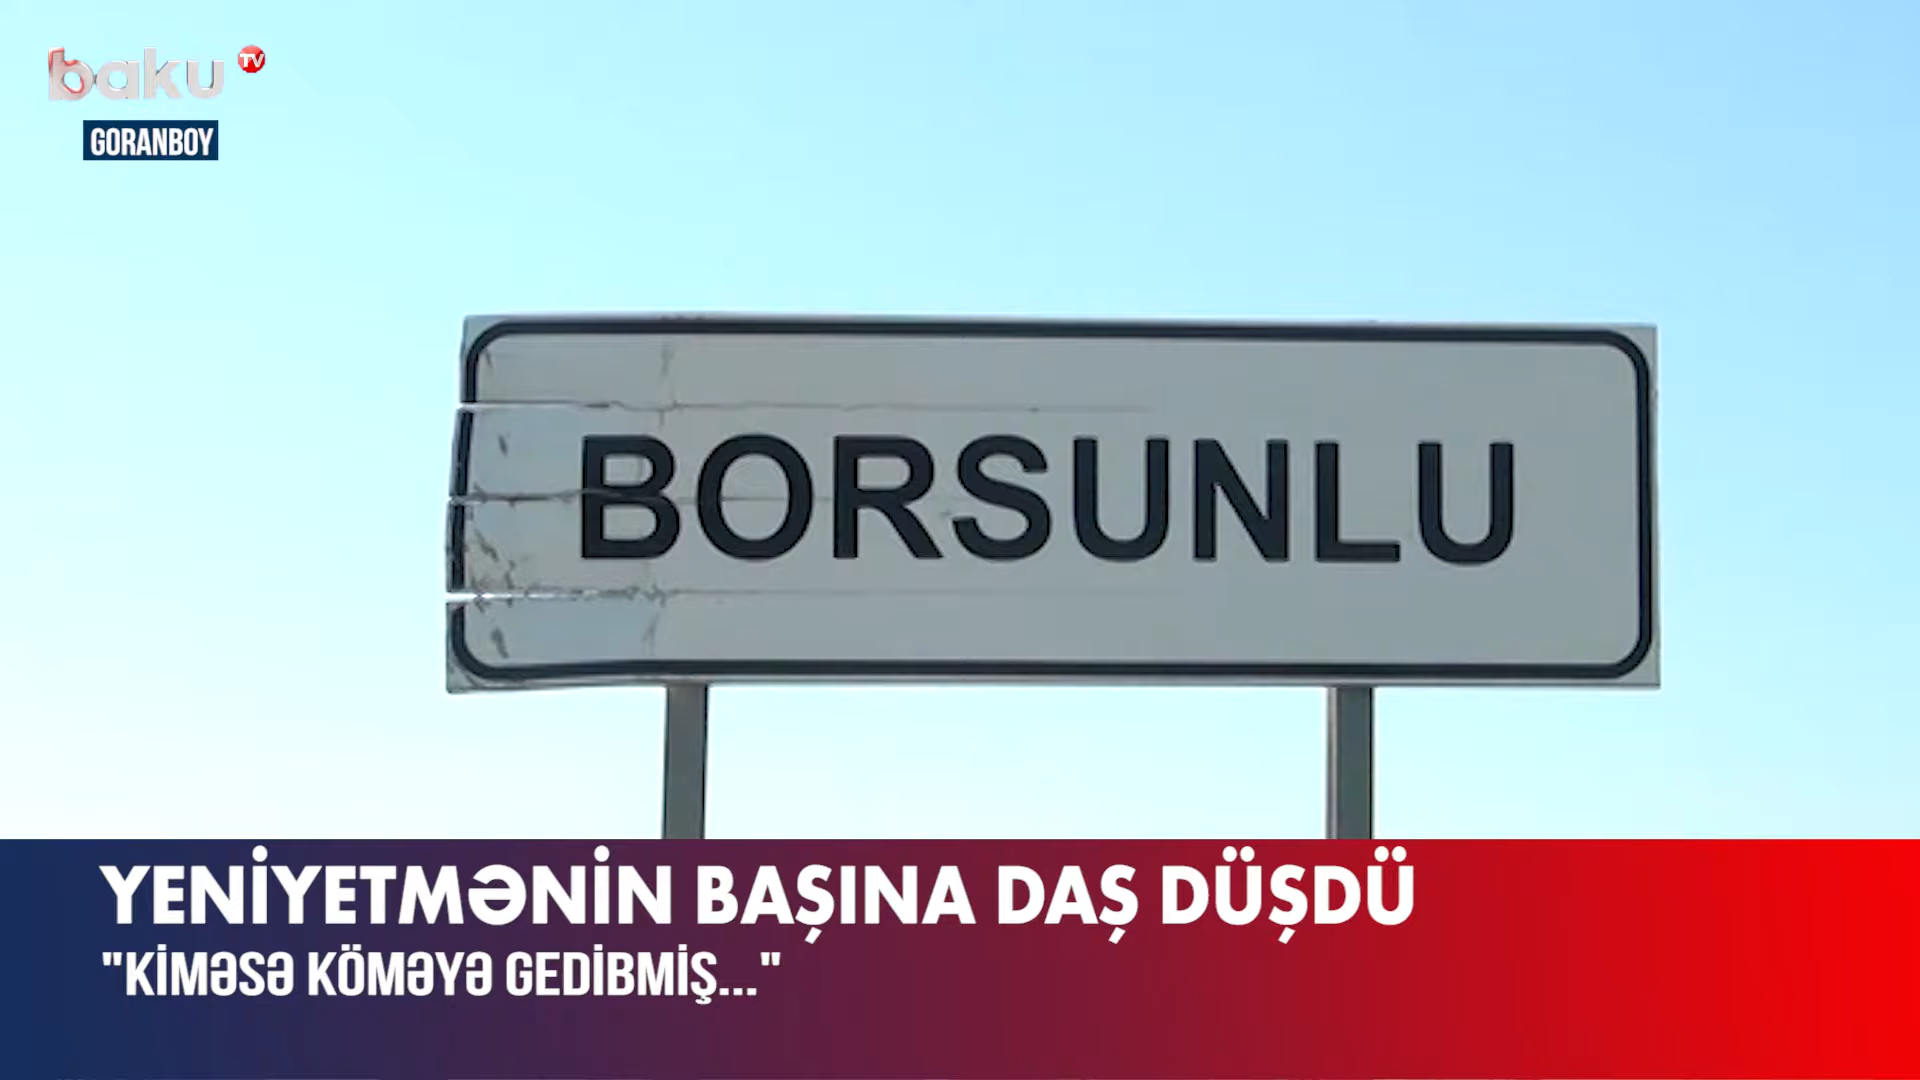 baku TV
GORANBOY
BORSUNLU
YENİYETMƏNİN BAŞINA DAŞ DÜŞDÜ
"KİMƏSƏ KÖMƏYƏ GEDİBMİŞ..."